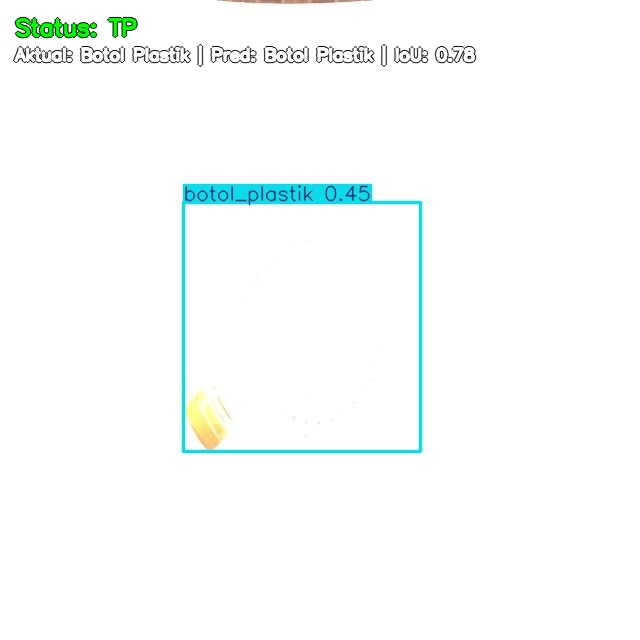 Status: TP
Aktual: Botol Plastik | Pred: Botol Plastik | IoU: 0.78
botol_plastik 0.45